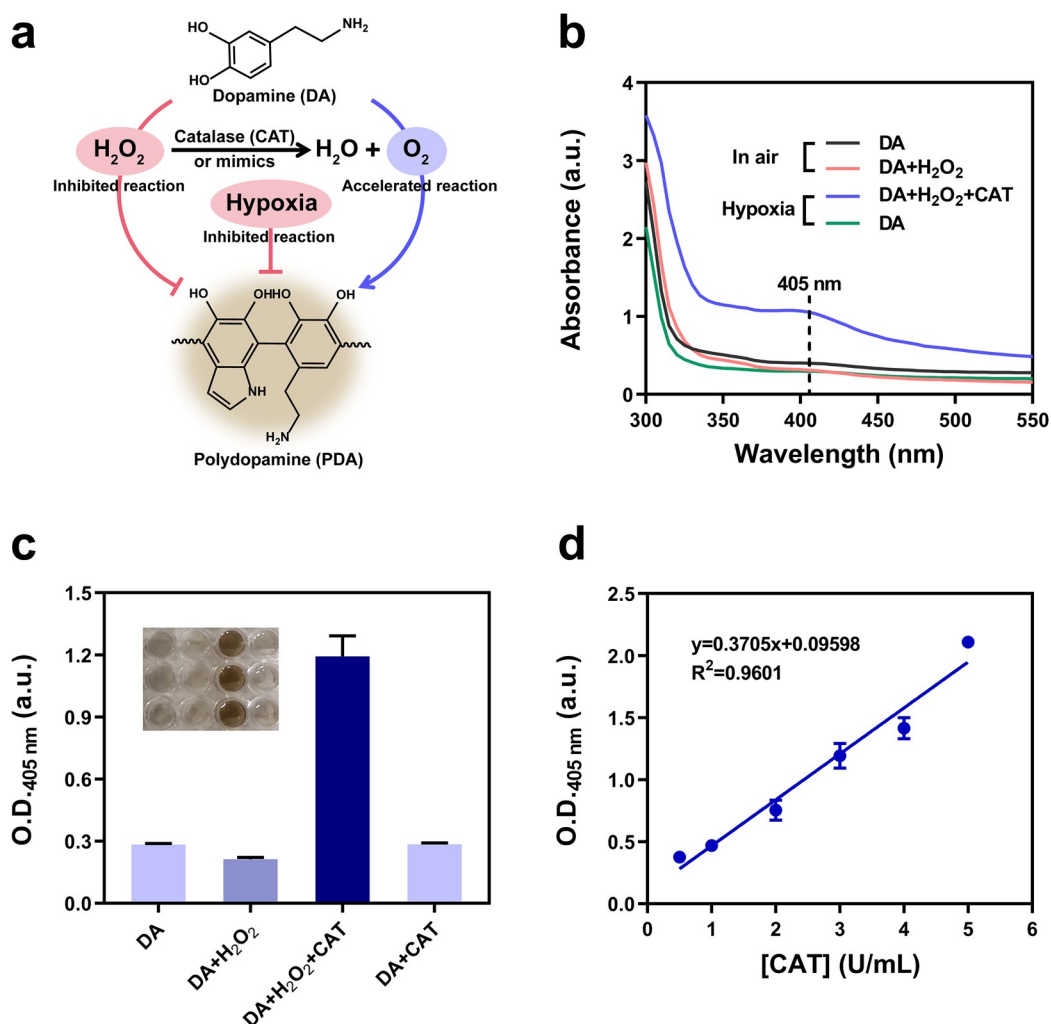 a
HO
NH₂
HO
Dopamine (DA)
H₂O₂
Catalase (CAT)
or mimics
H₂O + O₂
Inhibited reaction
Accelerated reaction
Hypoxia
Inhibited reaction
HO
OH
HO
OH
NH
H₂N
Polydopamine (PDA)
b
Absorbance (a.u.)
4
3
2
1
0
In air
DA
DA+H₂O₂
Hypoxia
DA+H₂O₂+CAT
DA
405 nm
300
350
400
450
500
550
Wavelength (nm)
c
O.D.405 nm (a.u.)
1.5
1.2
0.9
0.6
0.3
0.0
DA
DA+H₂O₂
DA+H₂O₂+CAT
DA+CAT
d
O.D.405 nm (a.u.)
2.5
2.0
1.5
1.0
0.5
0.0
y=0.3705x+0.09598
R²=0.9601
0
1
2
3
4
5
6
[CAT] (U/mL)